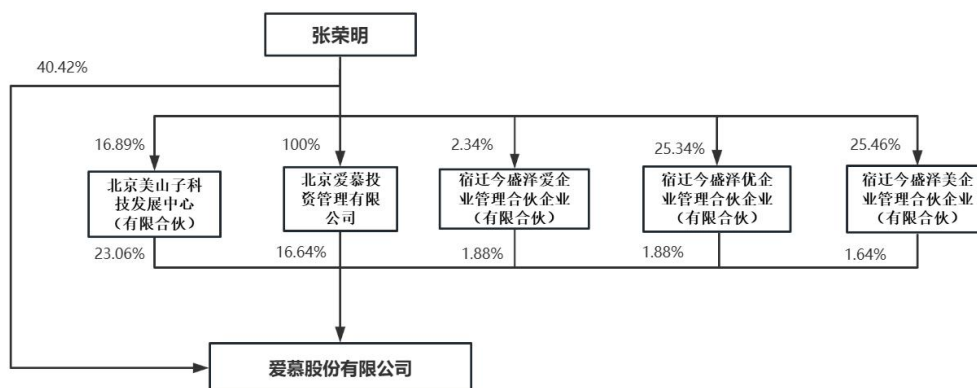 张荣明
40.42%
16.89%
100%
2.34%
25.34%
25.46%
北京美山子科
技发展中心
（有限合伙）
北京爱慕投
资管理有限
公司
宿迁今盛泽爱企
业管理合伙企业
（有限合伙）
宿迁今盛泽优企
业管理合伙企业
（有限合伙）
宿迁今盛泽美企
业管理合伙企业
（有限合伙）
23.06%
16.64%
1.88%
1.88%
1.64%
爱慕股份有限公司